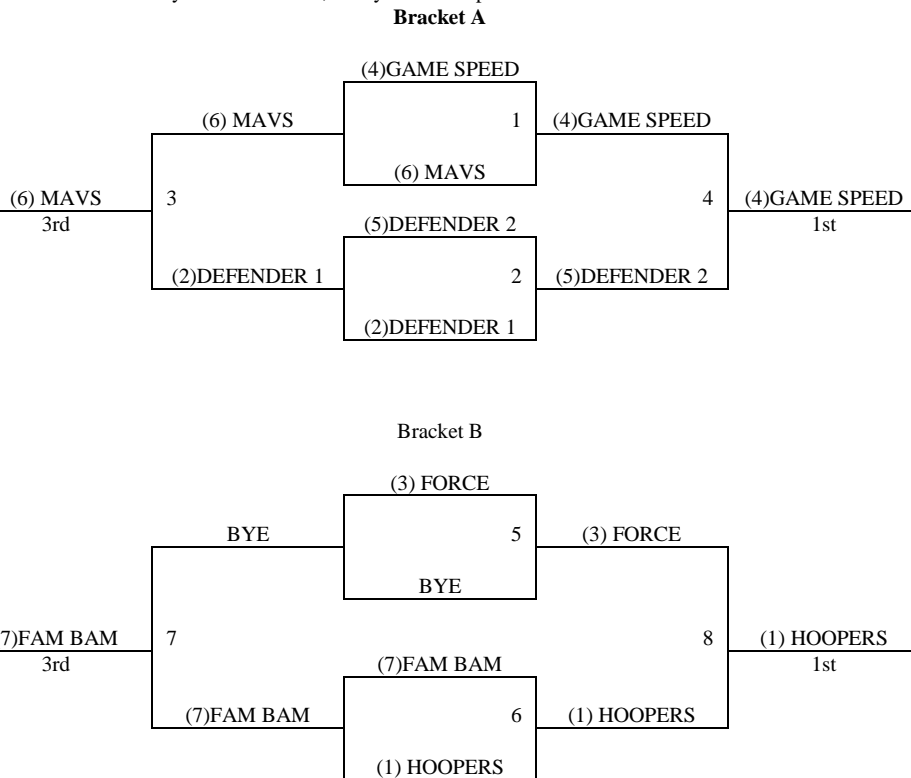 Bracket A
(4)GAME SPEED
(6) MAVS
1
(4)GAME SPEED
(6) MAVS
(6) MAVS
3
4
(4)GAME SPEED
3rd
(5)DEFENDER 2
1st
(2)DEFENDER 1
2
(5)DEFENDER 2
(2)DEFENDER 1
Bracket B
(3) FORCE
BYE
5
(3) FORCE
BYE
7)FAM BAM
7
8
(1) HOOPERS
3rd
(7)FAM BAM
1st
(7)FAM BAM
6
(1) HOOPERS
(1) HOOPERS